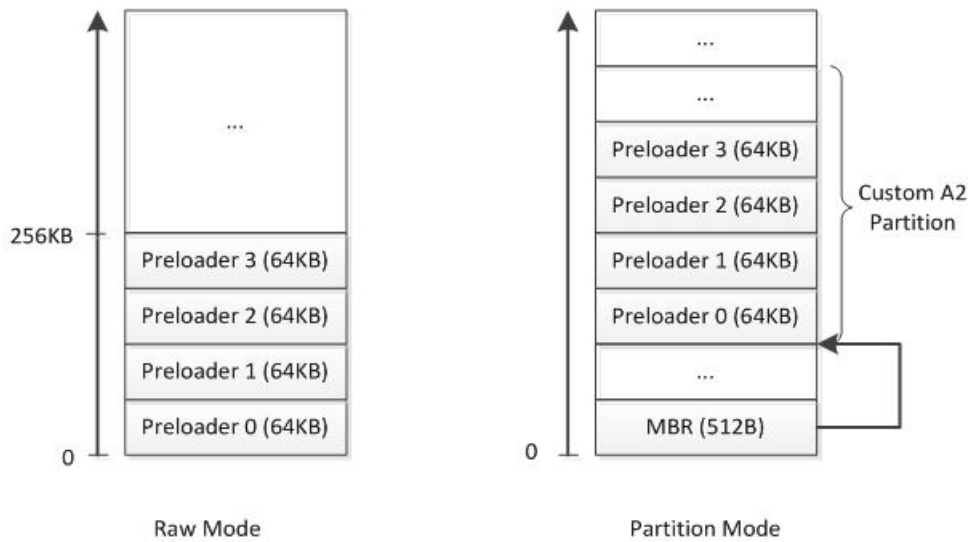 ...
256KB
Preloader 3 (64KB)
Preloader 2 (64KB)
Preloader 1 (64KB)
Preloader 0 (64KB)
0
Raw Mode
...
...
Preloader 3 (64KB)
Preloader 2 (64KB)
Preloader 1 (64KB)
Preloader 0 (64KB)
...
MBR (512B)
0
Custom A2
Partition
Partition Mode